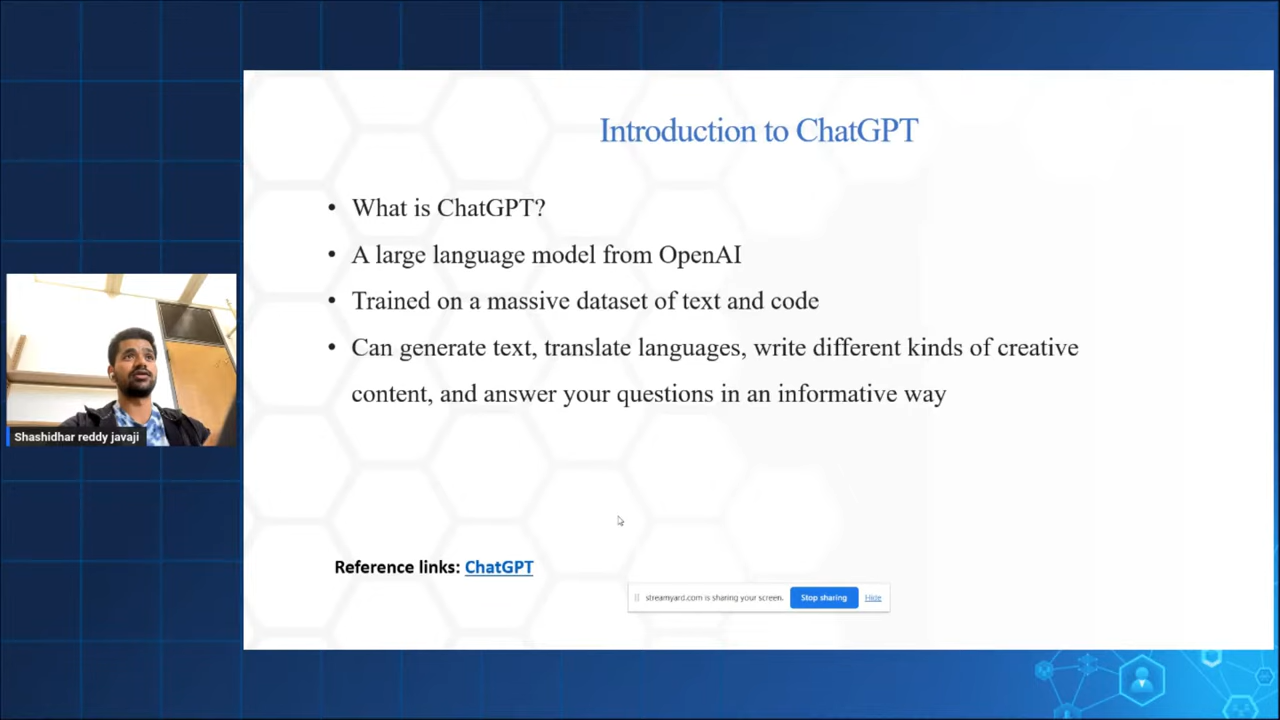 Introduction to ChatGPT
• What is ChatGPT?
• A large language model from OpenAI
• Trained on a massive dataset of text and code
• Can generate text, translate languages, write different kinds of creative
content, and answer your questions in an informative way
Shashidhar reddy javaji
Reference links: ChatGPT
streamyard.com is sharing your screen. Stop sharing Hide